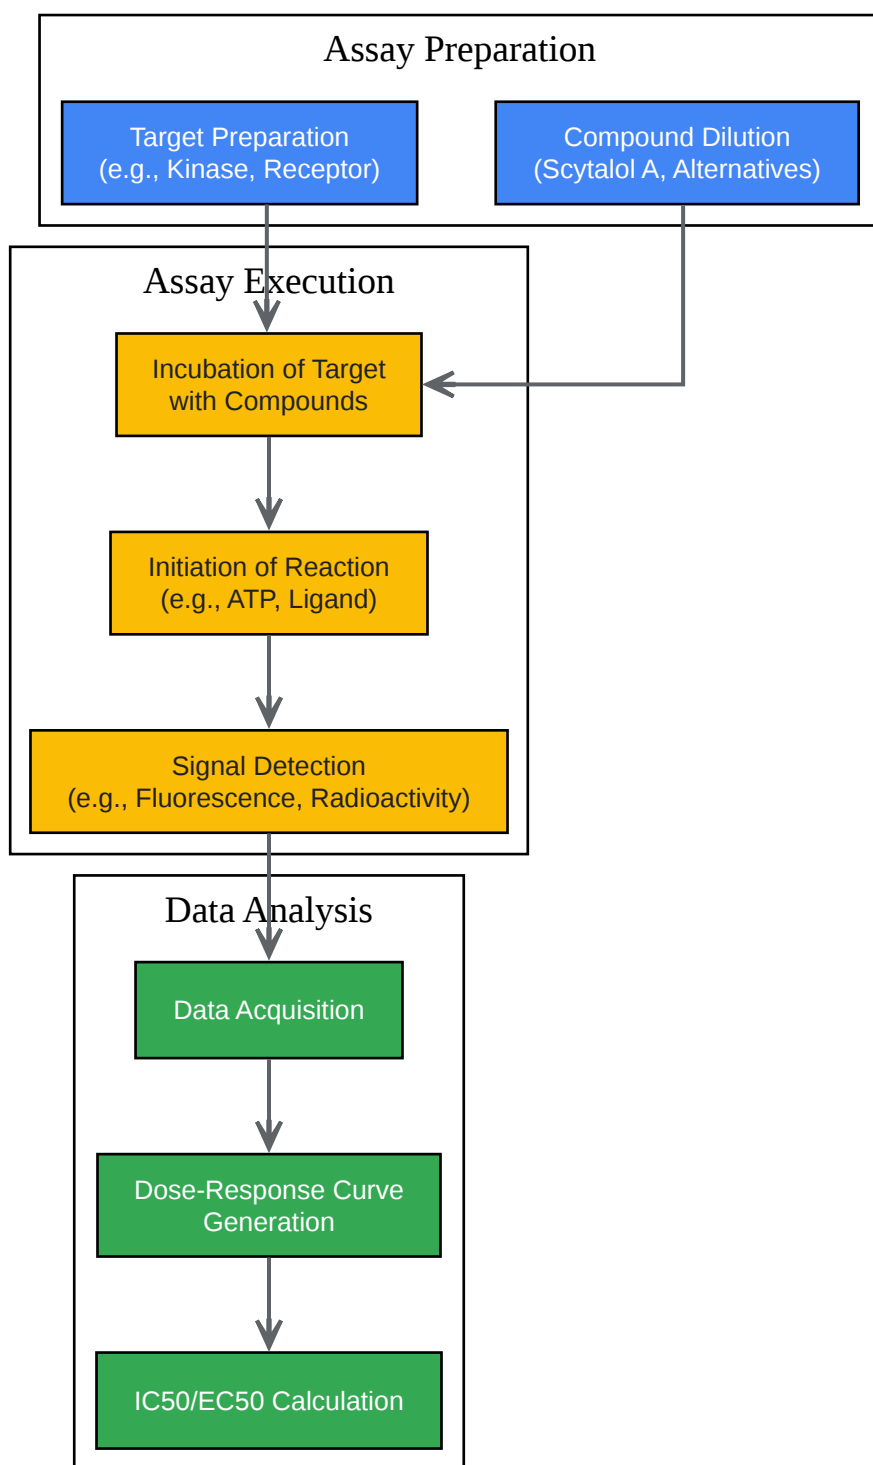 Assay Preparation
Target Preparation
(e.g., Kinase, Receptor)
Compound Dilution
(Scytalol A, Alternatives)
Assay Execution
Incubation of Target
with Compounds
Initiation of Reaction
(e.g., ATP, Ligand)
Signal Detection
(e.g., Fluorescence, Radioactivity)
Data Analysis
Data Acquisition
Dose-Response Curve
Generation
IC50/EC50 Calculation